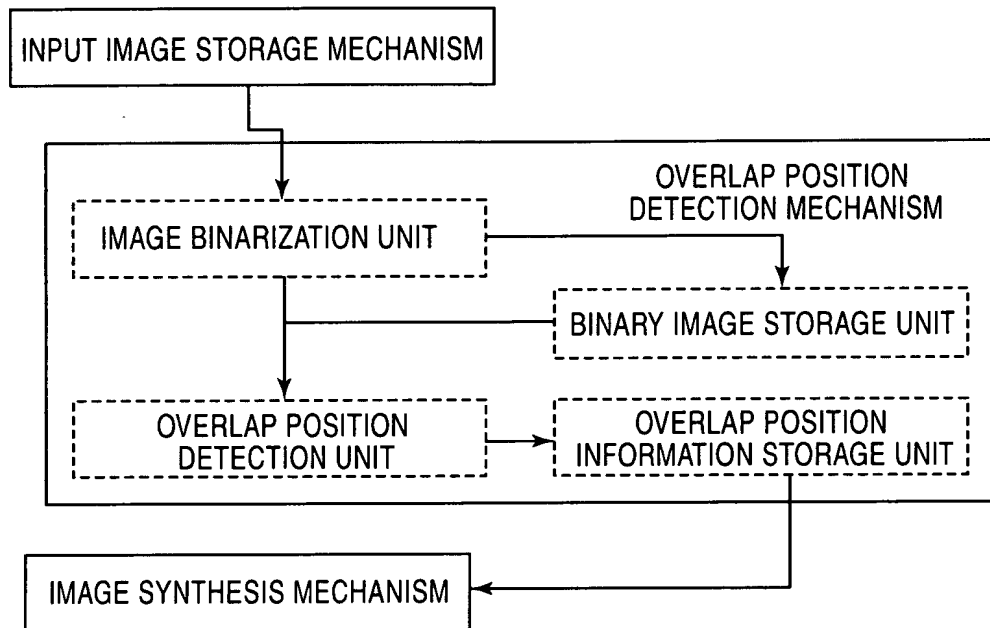 INPUT IMAGE STORAGE MECHANISM
OVERLAP POSITION
DETECTION MECHANISM
IMAGE BINARIZATION UNIT
BINARY IMAGE STORAGE UNIT
OVERLAP POSITION
DETECTION UNIT
OVERLAP POSITION
INFORMATION STORAGE UNIT
IMAGE SYNTHESIS MECHANISM